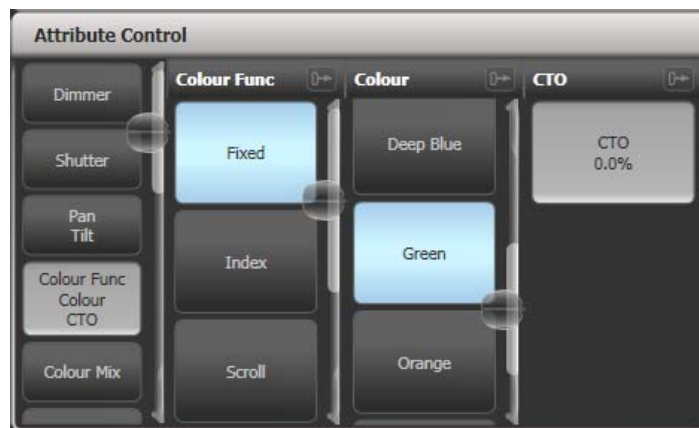 Attribute Control
Dimmer
Shutter
Pan
Tilt
Colour Func
Colour
CTO
Colour Mix
Colour Func
Fixed
Index
Scroll
Colour
Deep Blue
Green
Orange
CTO
CTO
0.0%